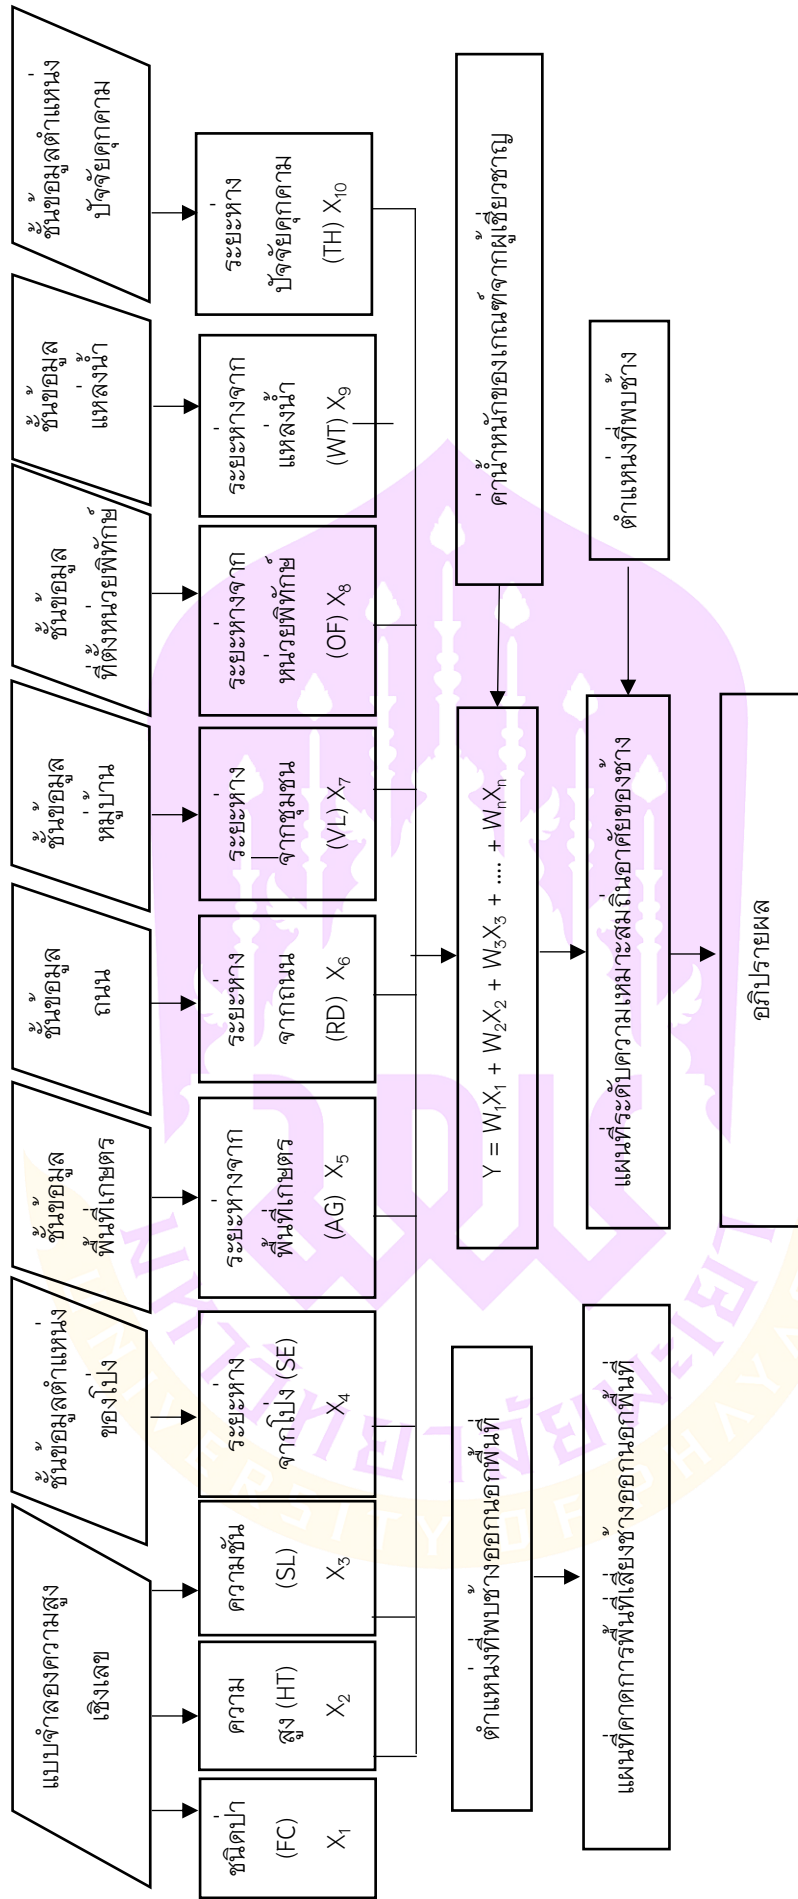 แบบจำลองความสูง
เชิงเลข
ชั้นข้อมูลตำแหน่ง
ของโป่ง
ชั้นข้อมูล
พื้นที่เกษตร
ชั้นข้อมูล
ถนน
ชั้นข้อมูล
หมู่บ้าน
ชั้นข้อมูล
ที่ตั้งหน่วยพิทักษ์
ชั้นข้อมูล
แหล่งน้ำ
ชั้นข้อมูลตำแหน่ง
ปัจจัยคุกคาม
ชนิดป่า
(FC)
X1
ความ
สูง (HT)
X2
ความชัน
(SL)
X3
ระยะห่าง
จากโป่ง (SE)
X4
ระยะห่างจาก
พื้นที่เกษตร
(AG) X5
ระยะห่าง
จากถนน
(RD) X6
ระยะห่าง
จากชุมชน
(VL) X7
ระยะห่างจาก
หน่วยพิทักษ์
(OF) X8
ระยะห่างจาก
แหล่งน้ำ
(WT) X9
ระยะห่าง
ปัจจัยคุกคาม
(TH) X10
ตำแหน่งที่พบช้างออกนอกพื้นที่
Y = W1X1 + W2X2 + W3X3 + .... + WnXn
ค่าน้ำหนักของเกณฑ์จากผู้เชี่ยวชาญ
แผนที่คาดการพื้นที่เสี่ยงช้างออกนอกพื้นที่
แผนที่ระดับความเหมาะสมถิ่นอาศัยของช้าง
ตำแหน่งที่พบช้าง
อภิปรายผล
มหาวิทยาลัยพะเยา
UNIVERSITY OF PHAYAO